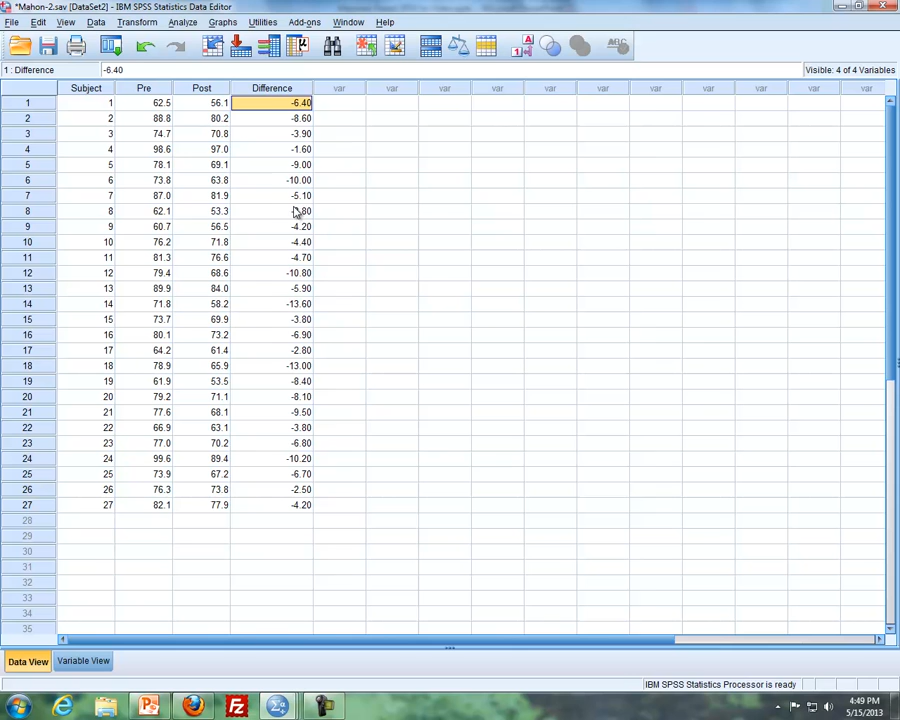 *Mahon-2.sav [DataSet2] - IBM SPSS Statistics Data Editor
File Edit View Data Transform Analyze Graphs Utilities Add-ons Window Help
1 : Difference -6.40 Visible: 4 of 4 Variables
Subject Pre Post Difference var var var var var var var var var var var
1 1 62.5 56.1 -6.40
2 2 88.8 80.2 -8.60
3 3 74.7 70.8 -3.90
4 4 98.6 97.0 -1.60
5 5 78.1 69.1 -9.00
6 6 73.8 63.8 -10.00
7 7 87.0 81.9 -5.10
8 8 62.1 53.3
9 9 60.7 56.5 -4.20
10 10 76.2 71.8 -4.40
11 11 81.3 76.6 -4.70
12 12 79.4 68.6 -10.80
13 13 89.9 84.0 -5.90
14 14 71.8 58.2 -13.60
15 15 73.7 69.9 -3.80
16 16 80.1 73.2 -6.90
17 17 64.2 61.4 -2.80
18 18 78.9 65.9 -13.00
19 19 61.9 53.5 -8.40
20 20 79.2 71.1 -8.10
21 21 77.6 68.1 -9.50
22 22 66.9 63.1 -3.80
23 23 77.0 70.2 -6.80
24 24 99.6 89.4 -10.20
25 25 73.9 67.2 -6.70
26 26 76.3 73.8 -2.50
27 27 82.1 77.9 -4.20
28
29
30
31
32
33
34
35
Data View Variable View
IBM SPSS Statistics Processor is ready
4:49 PM
5/15/2013